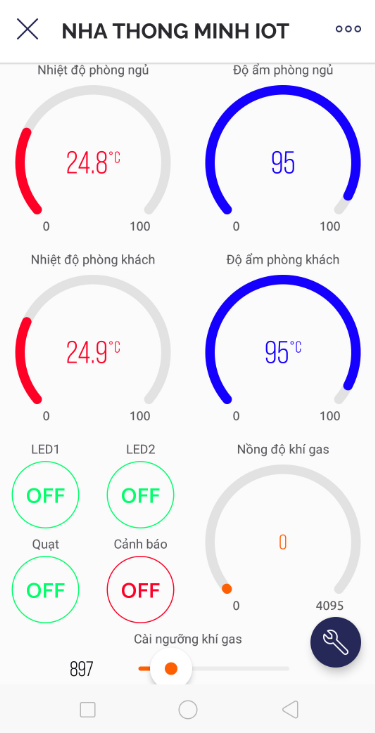 NHA THONG MINH IOT
Nhiệt độ phòng ngủ
Độ ẩm phòng ngủ
24.8°C
95
0 100
0 100
Nhiệt độ phòng khách
Độ ẩm phòng khách
24.9°C
95°C
0 100
0 100
LED1
LED2
Nồng độ khí gas
OFF
OFF
Quạt
Cảnh báo
0
OFF
OFF
0 4095
Cài ngưỡng khí gas
897